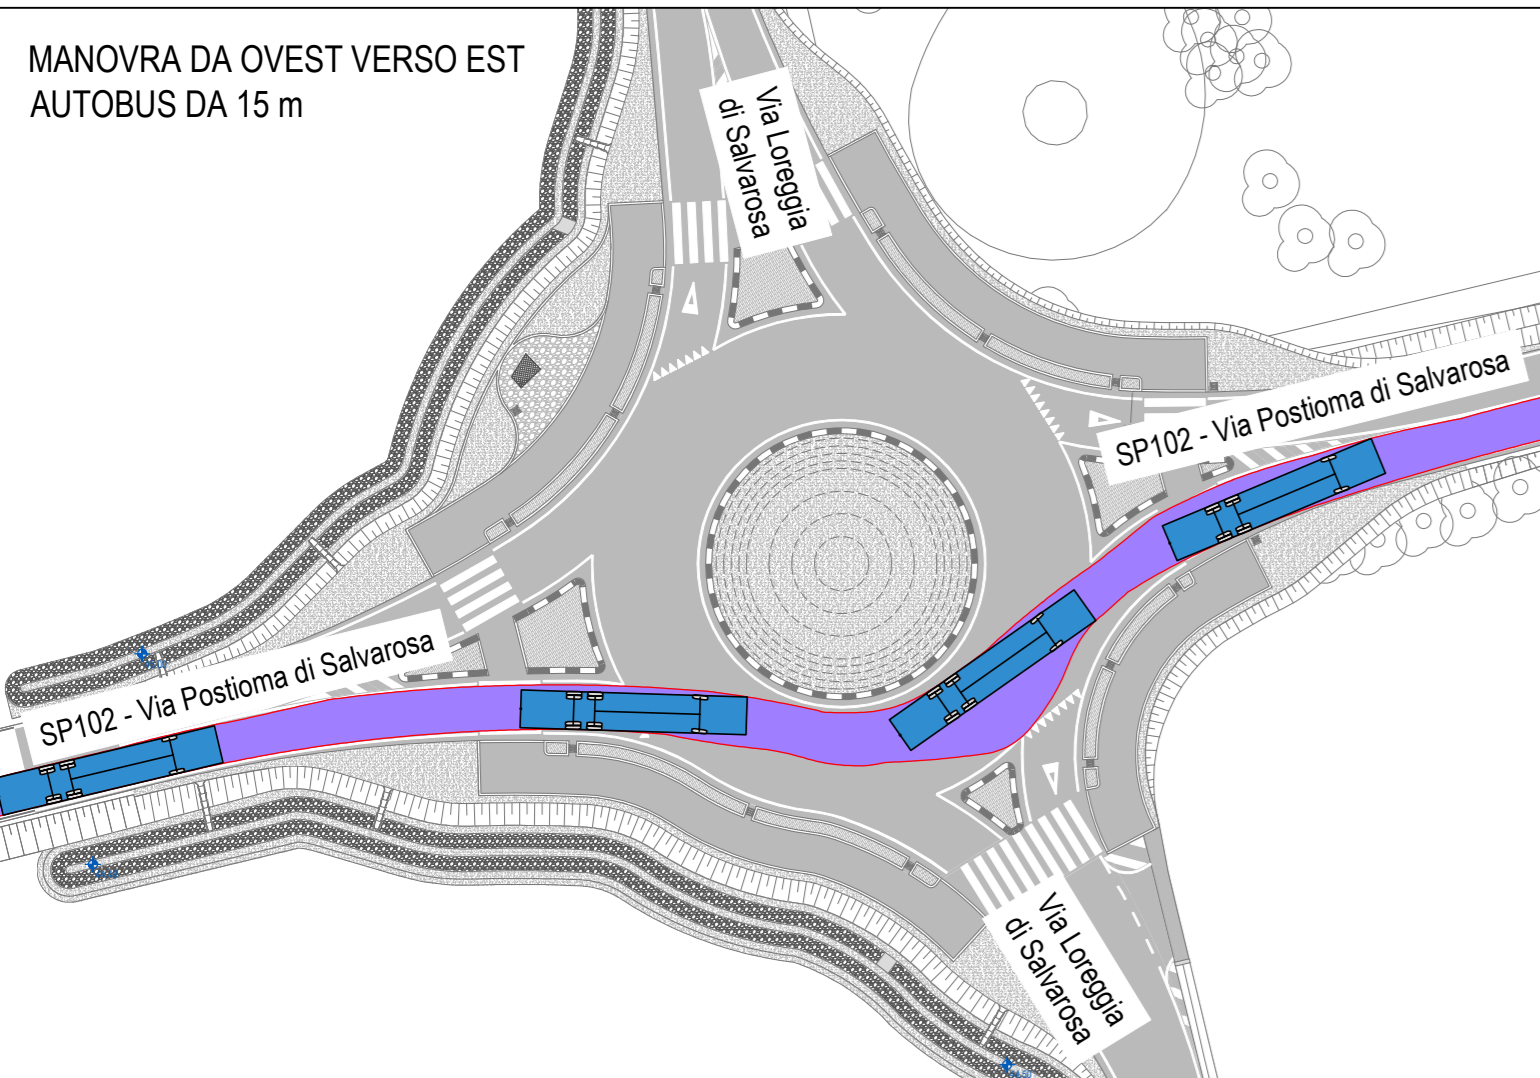 MANOVRA DA OVEST VERSO EST
AUTOBUS DA 15 m
Via Loreggia
di Salvarosa
SP102 - Via Postioma di Salvarosa
SP102 - Via Postioma di Salvarosa
Via Loreggia
di Salvarosa